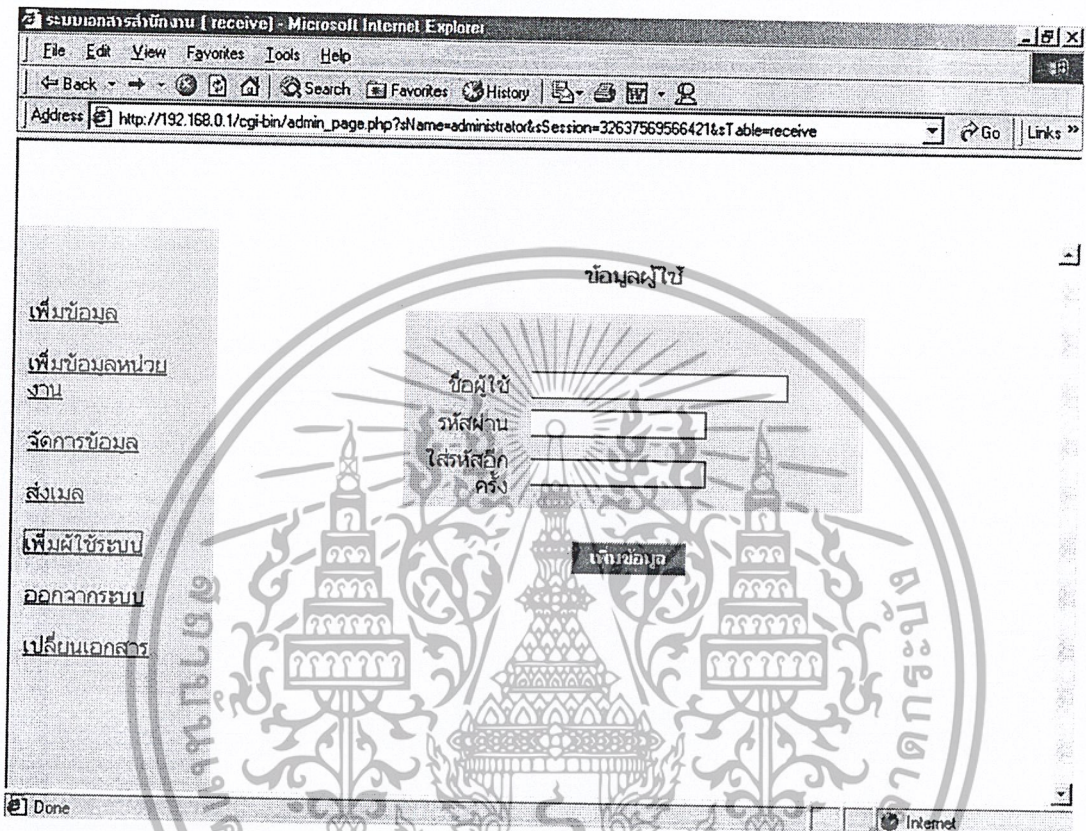 ระบบเอกสารสำนักงาน [ receive] - Microsoft Internet Explorer
File Edit View Favorites Tools Help
Back Search Favorites History
Address http://192.168.0.1/cgi-bin/admin_page.php?sName=administrator&sSession=32637569566421&sTable=receive Go Links »
ข้อมูลผู้ใช้
เพิ่มข้อมูล
เพิ่มข้อมูลหน่วย
งาน
จัดการข้อมูล
ส่งเมล
เพิ่มผู้ใช้ระบบ
ออกจากระบบ
เปลี่ยนเอกสาร
ชื่อผู้ใช้
รหัสผ่าน
ใส่รหัสอีก
ครั้ง
เพิ่มข้อมูล
Done Internet